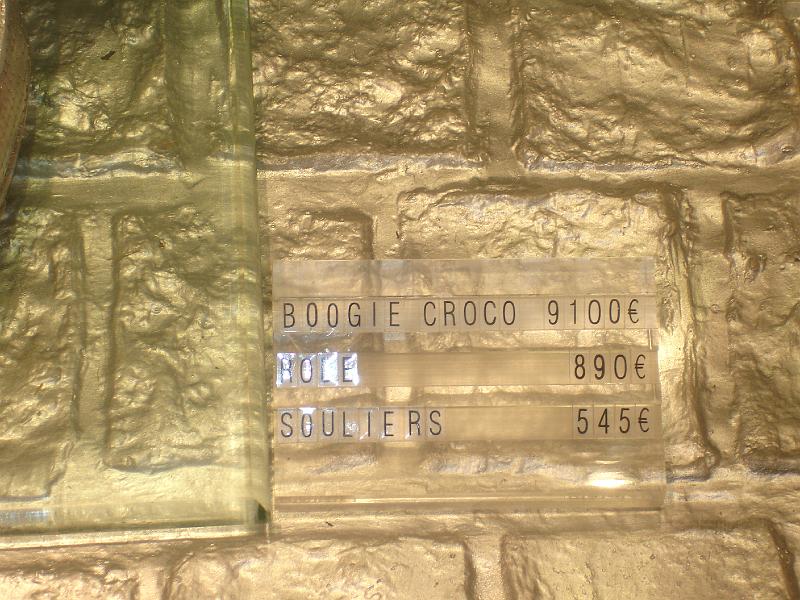 BOOGIE CROCO 9100€
ROBE 890€
SOULIERS 545€